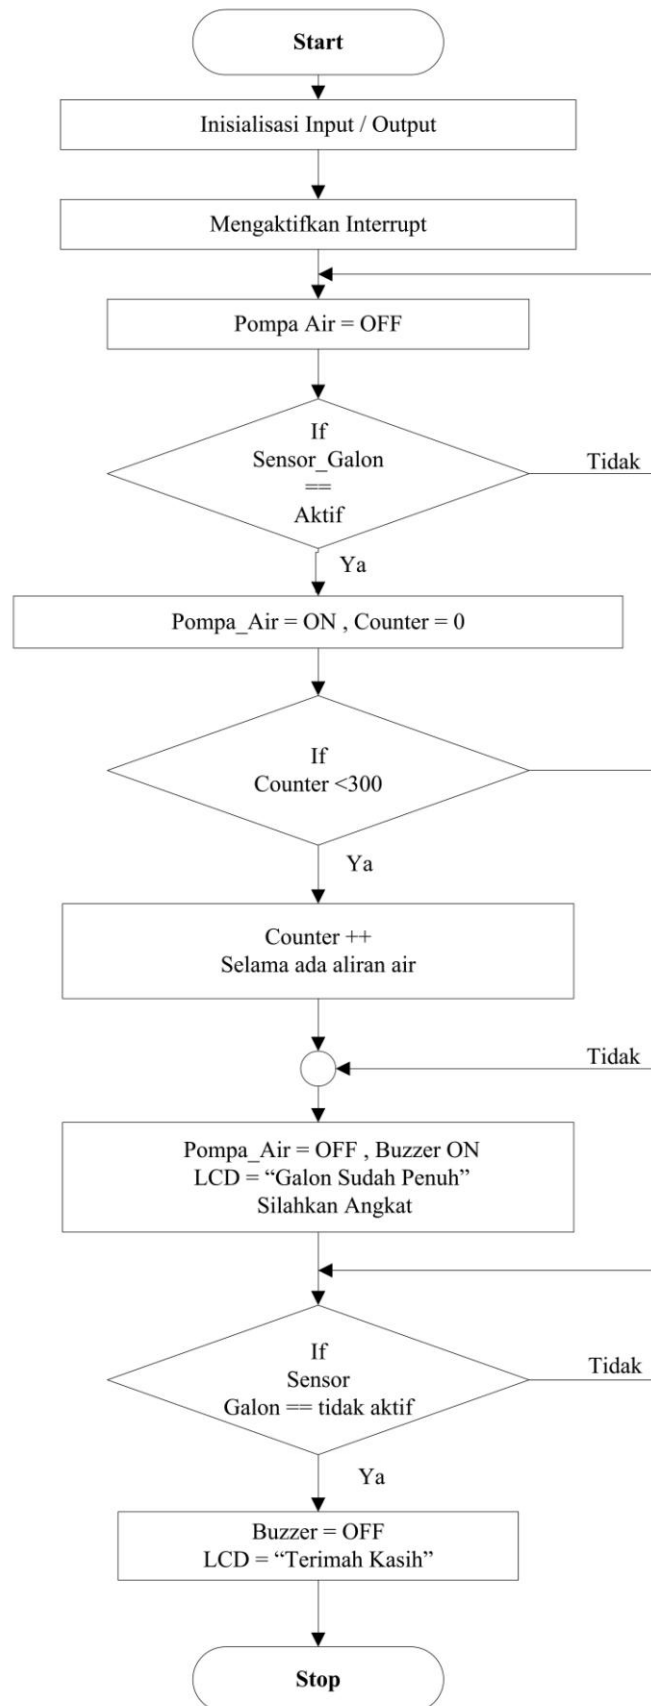 Start
Inisialisasi Input / Output
Mengaktifkan Interrupt
Pompa Air = OFF
If
Sensor_Galon
==
Aktif
Tidak
Ya
Pompa_Air = ON , Counter = 0
If
Counter <300
Ya
Counter ++
Selama ada aliran air
Tidak
Pompa_Air = OFF , Buzzer ON
LCD = “Galon Sudah Penuh”
Silahkan Angkat
If
Sensor
Galon == tidak aktif
Tidak
Ya
Buzzer = OFF
LCD = “Terimah Kasih”
Stop